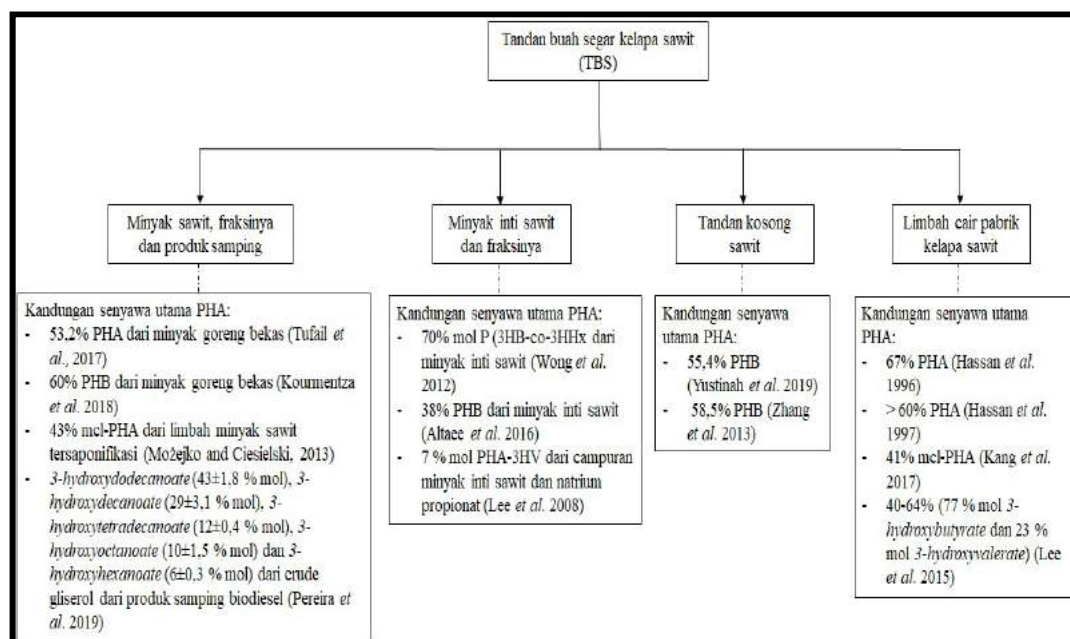 Tandan buah segar kelapa sawit
(TBS)
Minyak sawit, fraksinya
dan produk samping
Minyak inti sawit
dan fraksinya
Tandan kosong
sawit
Limbah cair pabrik
kelapa sawit
Kandungan senyawa utama PHA:
- 53,2% PHA dari minyak goreng bekas (Tufail et
al., 2017)
- 60% PHB dari minyak goreng bekas (Kourmentza
et al. 2018)
- 43% mcl-PHA dari limbah minyak sawit
tersaponifikasi (Możejko and Ciesielski, 2013)
- 3-hydroxydodecanoate (43±1,8 % mol), 3-
hydroxydecanoate (29±3,1 % mol), 3-
hydroxytetradecanoate (12±0,4 % mol), 3-
hydroxyoctanoate (10±1,5 % mol) dan 3-
hydroxyhexanoate (6±0,3 % mol) dari crude
gliserol dari produk samping biodiesel (Pereira et
al. 2019)
Kandungan senyawa utama PHA:
- 70% mol P (3HB-co-3HHx dari
minyak inti sawit (Wong et al.
2012)
- 38% PHB dari minyak inti sawit
(Altaee et al. 2016)
- 7 % mol PHA-3HV dari campuran
minyak inti sawit dan natrium
propionat (Lee et al. 2008)
Kandungan senyawa
utama PHA:
- 55,4% PHB
(Yustinah et al. 2019)
- 58,5% PHB (Zhang
et al. 2013)
Kandungan senyawa utama
PHA:
- 67% PHA (Hassan et al.
1996)
- > 60% PHA (Hassan et al.
1997)
- 41% mcl-PHA (Kang et al.
2017)
- 40-64% (77 % mol 3-
hydroxybutyrate dan 23 %
mol 3-hydroxyvalerate) (Lee
et al. 2015)